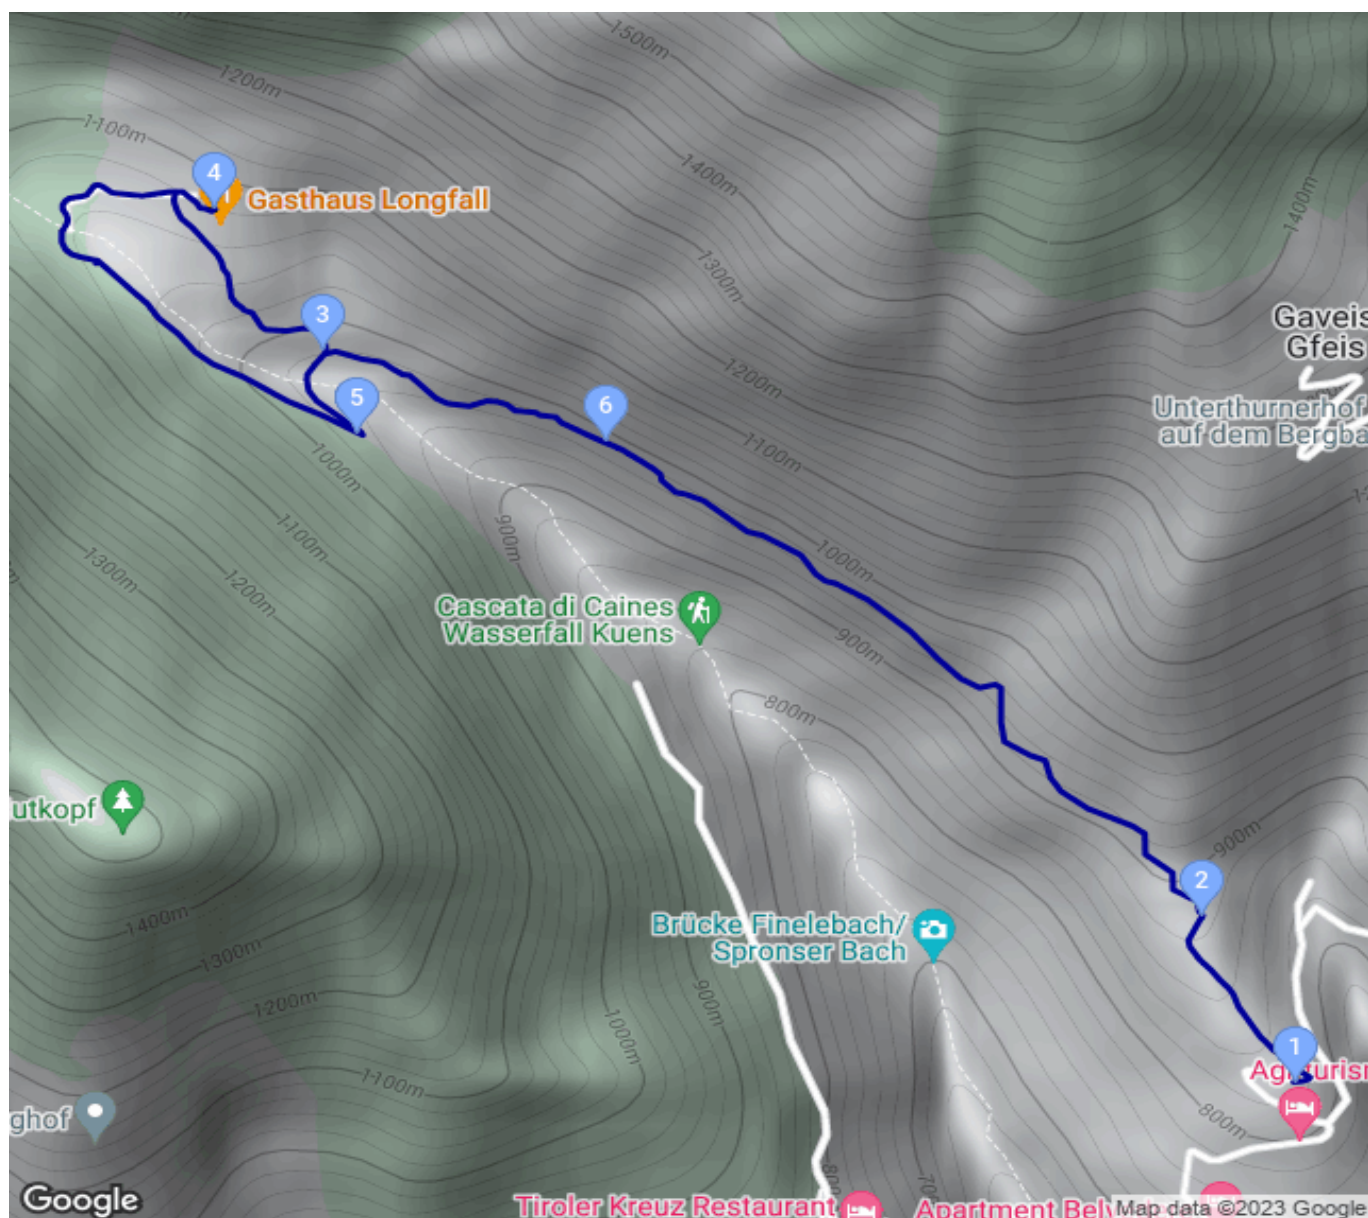 1500m
1200m
1100m
4
Gasthaus Longfall
1400m
1400m
1300m
3
Gaveis
Gfeis
1200m
5
6
Unterthurnerhof
auf dem Bergba
1000m
1100m
900m
1100m
1300m
1200m
1000m
Cascata di Caines
Wasserfall Kuens
900m
800m
utkopf
900m
2
1400m
Brücke Finelebach/
Spronser Bach
1300m
1200m
900m
1000m
1
Agriturism
1100m
ghof
800m
Google
Tiroler Kreuz Restaurant
Map data ©2023 Google